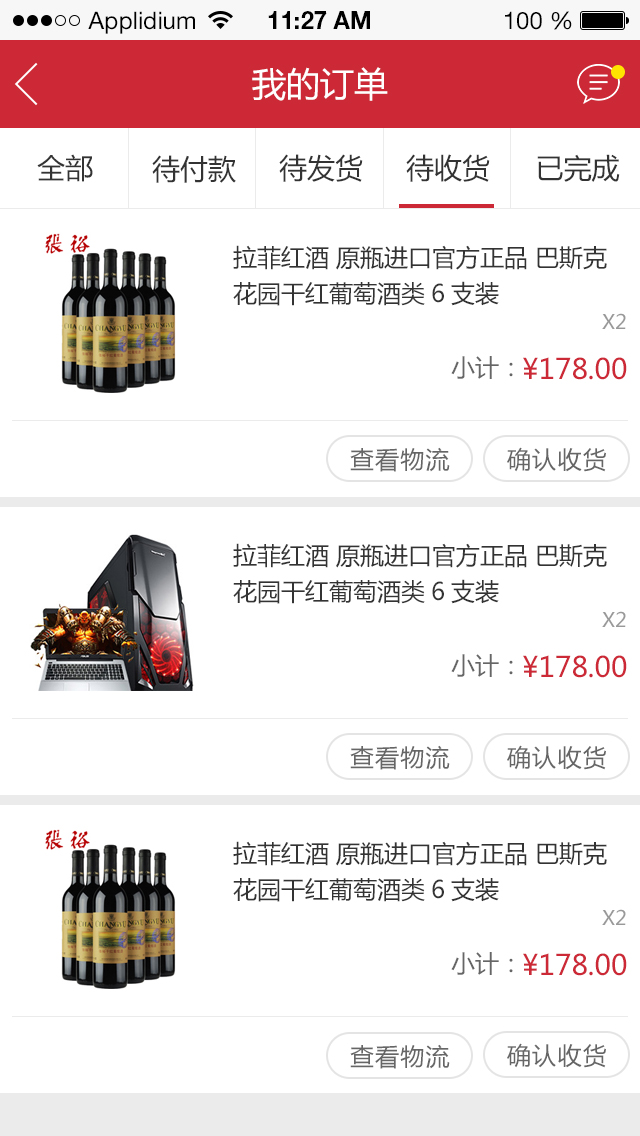 Applidium 11:27 AM 100 %
我的订单
全部 待付款 待发货 待收货 已完成
張裕
拉菲红酒 原瓶进口官方正品 巴斯克
花园干红葡萄酒类 6 支装
X2
小计：¥178.00
查看物流 确认收货
拉菲红酒 原瓶进口官方正品 巴斯克
花园干红葡萄酒类 6 支装
X2
小计：¥178.00
查看物流 确认收货
張裕
拉菲红酒 原瓶进口官方正品 巴斯克
花园干红葡萄酒类 6 支装
X2
小计：¥178.00
查看物流 确认收货